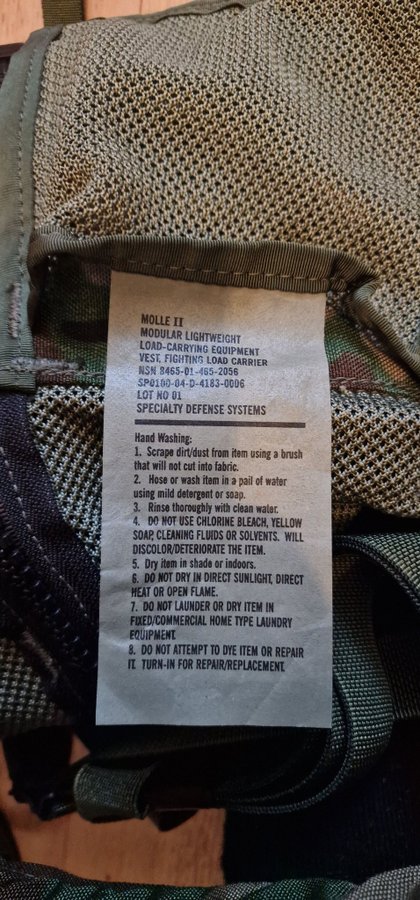 MOLLE II
MODULAR LIGHTWEIGHT
LOAD-CARRYING EQUIPMENT
VEST, FIGHTING LOAD CARRIER
NSN 8465-01-465-2056
SP0100-04-D-4183-0006
LOT NO 01
SPECIALTY DEFENSE SYSTEMS
Hand Washing:
1. Scrape dirt/dust from item using a brush
that will not cut into fabric.
2. Hose or wash item in a pail of water
using mild detergent or soap.
3. Rinse thoroughly with clean water.
4. DO NOT USE CHLORINE BLEACH, YELLOW
SOAP, CLEANING FLUIDS OR SOLVENTS. WILL
DISCOLOR/DETERIORATE THE ITEM.
5. Dry item in shade or indoors.
6. DO NOT DRY IN DIRECT SUNLIGHT, DIRECT
HEAT OR OPEN FLAME.
7. DO NOT LAUNDER OR DRY ITEM IN
FIXED/COMMERCIAL HOME TYPE LAUNDRY
EQUIPMENT.
8. DO NOT ATTEMPT TO DYE ITEM OR REPAIR
IT. TURN-IN FOR REPAIR/REPLACEMENT.